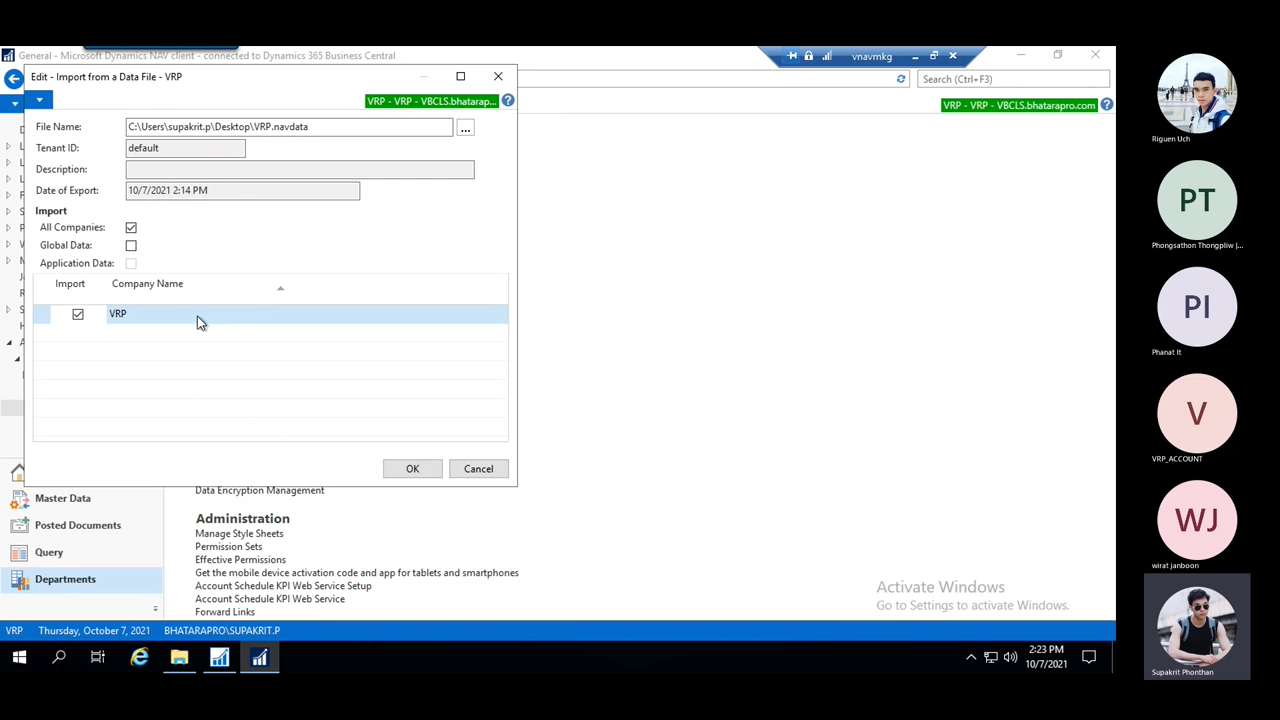 General - Microsoft Dynamics NAV client - connected to Dynamics 365 Business Central
vnavmkg
Edit - Import from a Data File - VRP
Search (Ctrl+F3)
VRP - VRP - VBCLS.bhatarap...
VRP - VRP - VBCLS.bhatarapro.com
File Name:
C:\Users\supakrit.p\Desktop\VRP.navdata
...
Tenant ID:
default
Description:
Date of Export:
10/7/2021 2:14 PM
Import
All Companies:
Global Data:
Application Data:
Import
Company Name
VRP
OK
Cancel
Data Encryption Management
Master Data
Posted Documents
Query
Departments
Administration
Manage Style Sheets
Permission Sets
Effective Permissions
Get the mobile device activation code and app for tablets and smartphones
Account Schedule KPI Web Service Setup
Account Schedule KPI Web Service
Forward Links
Activate Windows
Go to Settings to activate Windows.
VRP
Thursday, October 7, 2021
BHATARAPRO\SUPAKRIT.P
2:23 PM
10/7/2021
Riguen Uch
PT
Phongsathon Thongpliw |...
PI
Phanat It
V
VRP_ACCOUNT
WJ
wirat janboon
Supakrit Phonthan